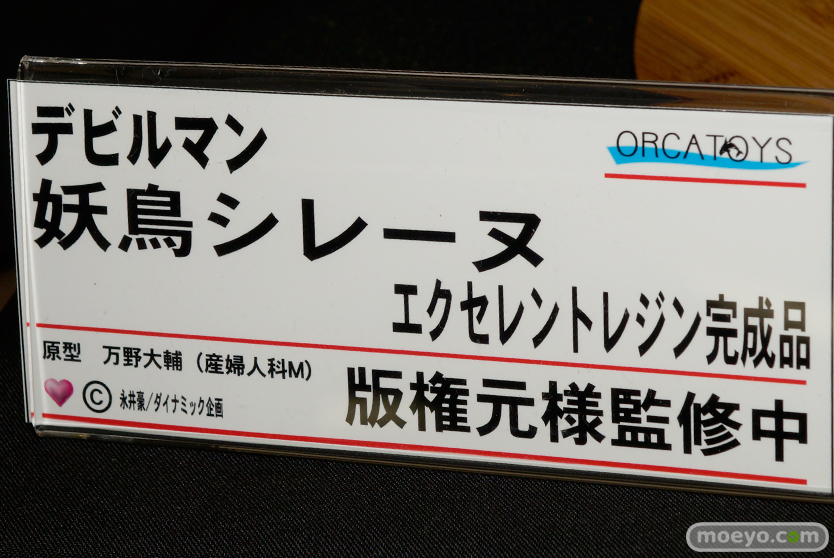 デビルマン
ORCATOYS
妖鳥シレーヌ
エクセレントレジン完成品
原型 万野大輔(産婦人科M)
© 永井豪/ダイナミック企画
版権元様監修中
moeyo.com